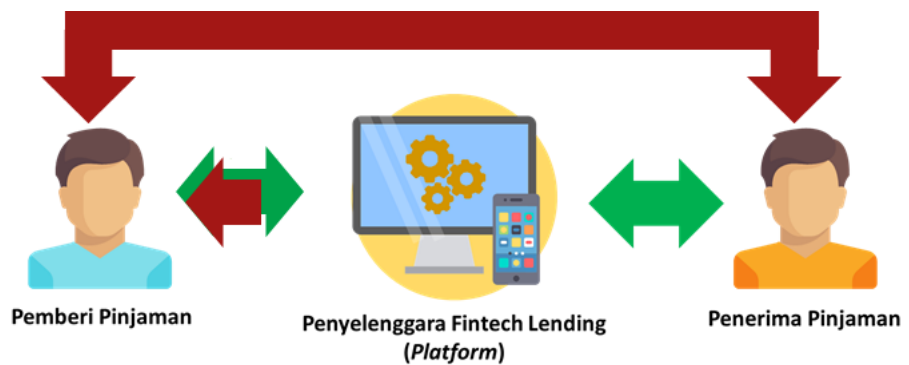 Pemberi Pinjaman
Penyelenggara Fintech Lending
(Platform)
Penerima Pinjaman